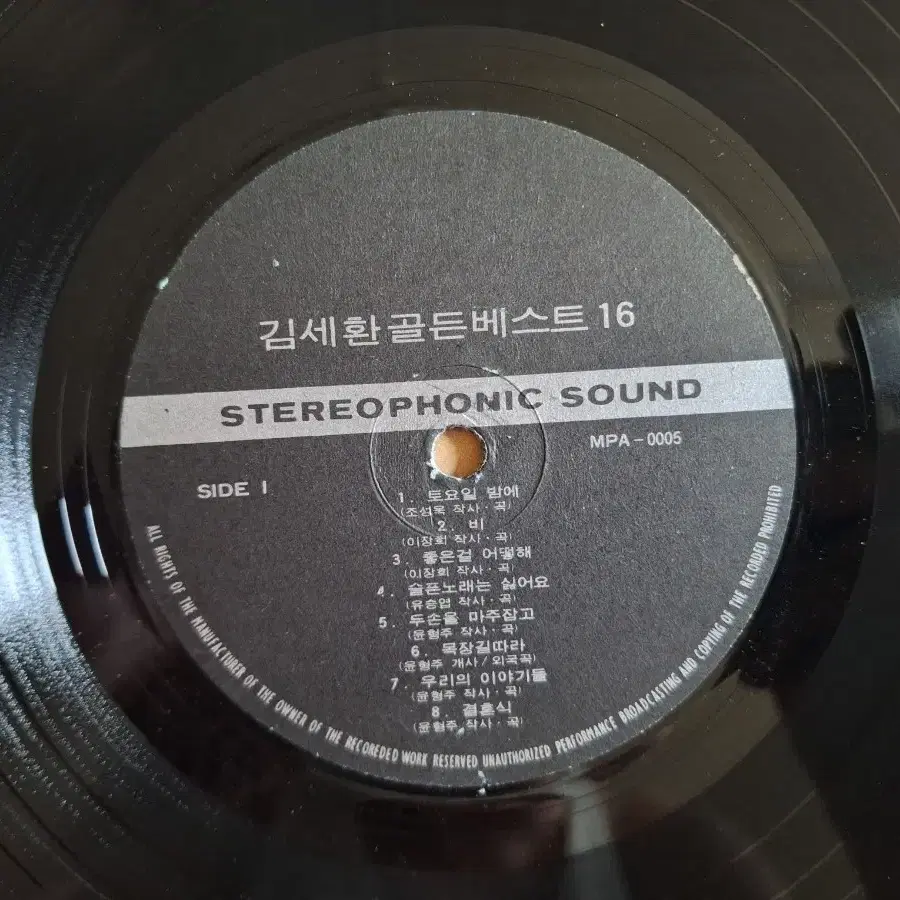 김세환골든베스트 16
STEREOPHONIC SOUND
MPA-0005
SIDE 1
1. 토요일 밤에
(조성욱 작사·곡)
2. 비
(이장희 작사·곡)
3. 좋은걸 어떻해
(이장희 작사·곡)
4. 슬픈노래는 싫어요
(유승엽 작사·곡)
5. 두손을 마주잡고
(윤형주 작사·곡)
6. 목장길따라
(윤형주 개사/외국곡)
7. 우리의 이야기들
(윤형주 작사·곡)
8. 결혼식
(윤형주 작사·곡)
ALL RIGHTS OF THE MANUFACTURER OF THE OWNER OF THE RECOREDED WORK RESERVED UNAUTHORIZED PERFORMANCE BROADCASTING AND COPTING OF THE RECORDED PROHIBITED